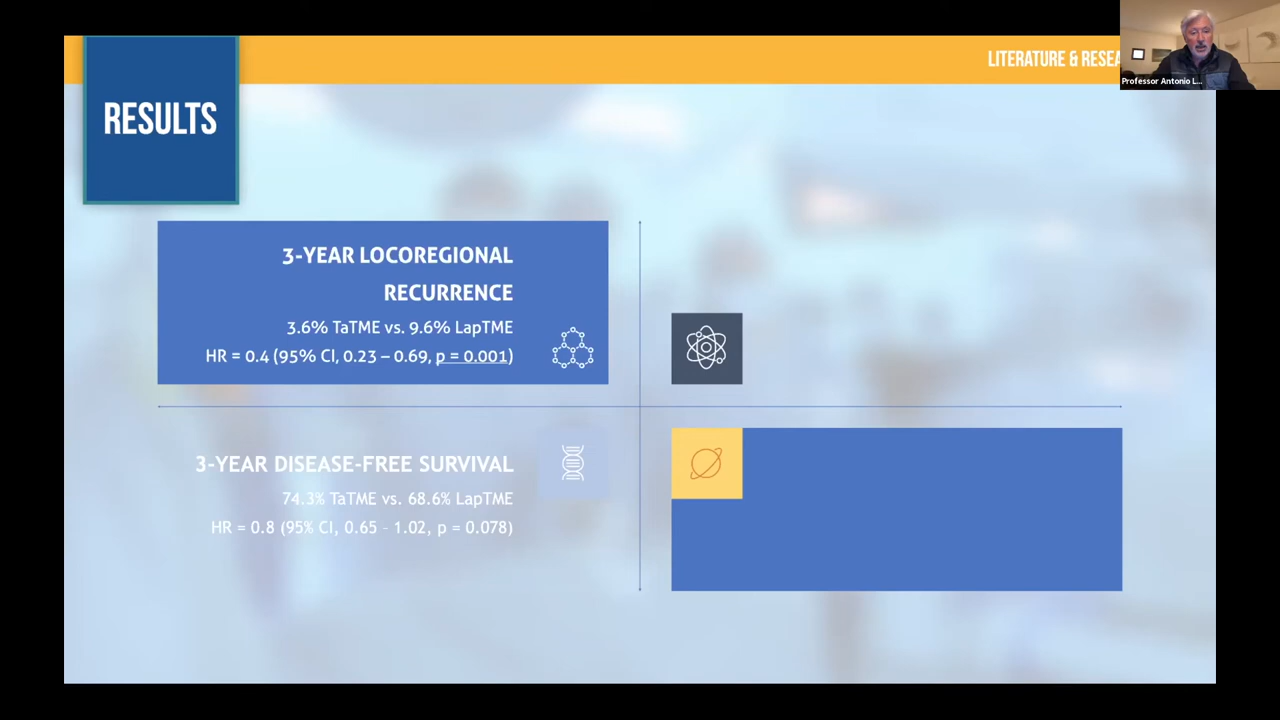 LITERATURE & RESEA
Professor Antonio L...
RESULTS
3-YEAR LOCOREGIONAL
RECURRENCE
3.6% TaTME vs. 9.6% LapTME
HR = 0.4 (95% CI, 0.23 – 0.69, p = 0.001)
3-YEAR DISEASE-FREE SURVIVAL
74.3% TaTME vs. 68.6% LapTME
HR = 0.8 (95% CI, 0.65 - 1.02, p = 0.078)